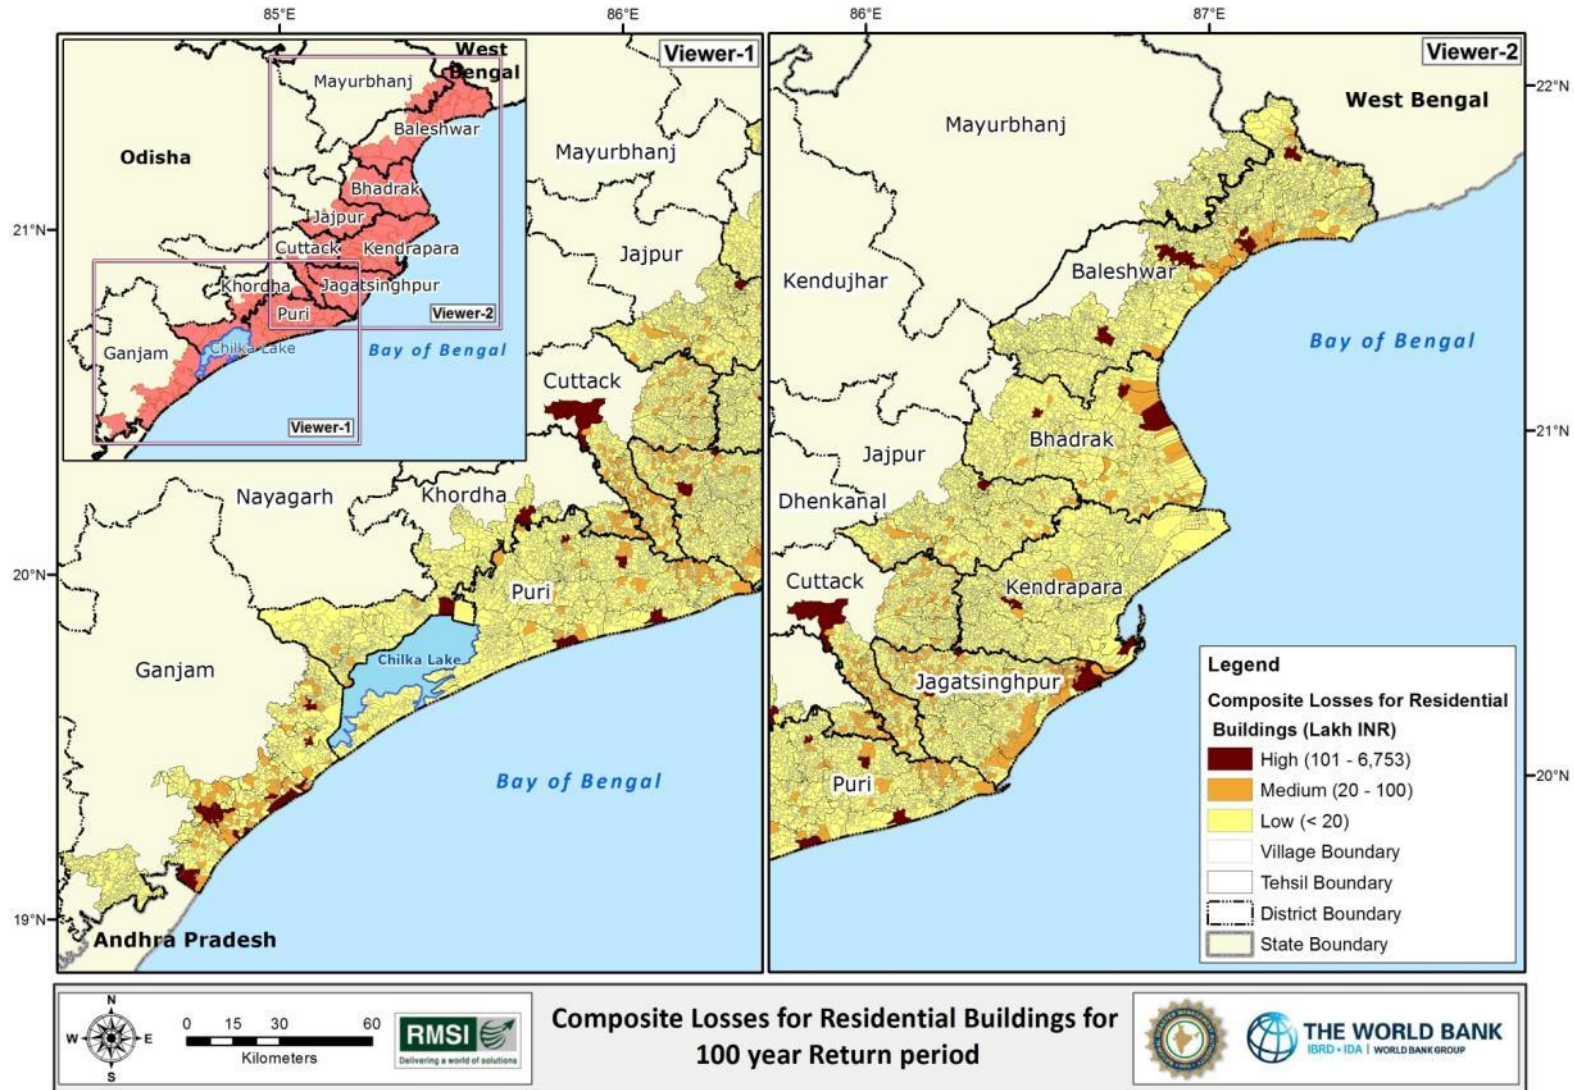 85°E
86°E
86°E
87°E
Viewer-1
West
Bengal
Mayurbhanj
Baleshwar
Odisha
Bhadrak
Jajpur
Cuttack
Kendrapara
Khordha
Jagatsinghpur
Puri
Viewer-2
Ganjam
Chilka Lake
Bay of Bengal
Viewer-1
Mayurbhanj
Jajpur
21°N
Cuttack
Nayagarh
Khordha
20°N
Puri
Chilka Lake
Ganjam
Bay of Bengal
19°N
Andhra Pradesh
Viewer-2
22°N
West Bengal
Mayurbhanj
Baleshwar
Kendujhar
Bay of Bengal
21°N
Bhadrak
Jajpur
Dhenkanal
Cuttack
Kendrapara
Jagatsinghpur
Puri
20°N
Legend
Composite Losses for Residential
Buildings (Lakh INR)
High (101 - 6,753)
Medium (20 - 100)
Low (< 20)
Village Boundary
Tehsil Boundary
District Boundary
State Boundary
N
W E
S
0 15 30 60
Kilometers
RMSI
Delivering a world of solutions
Composite Losses for Residential Buildings for
100 year Return period
THE WORLD BANK
IBRD • IDA | WORLD BANK GROUP